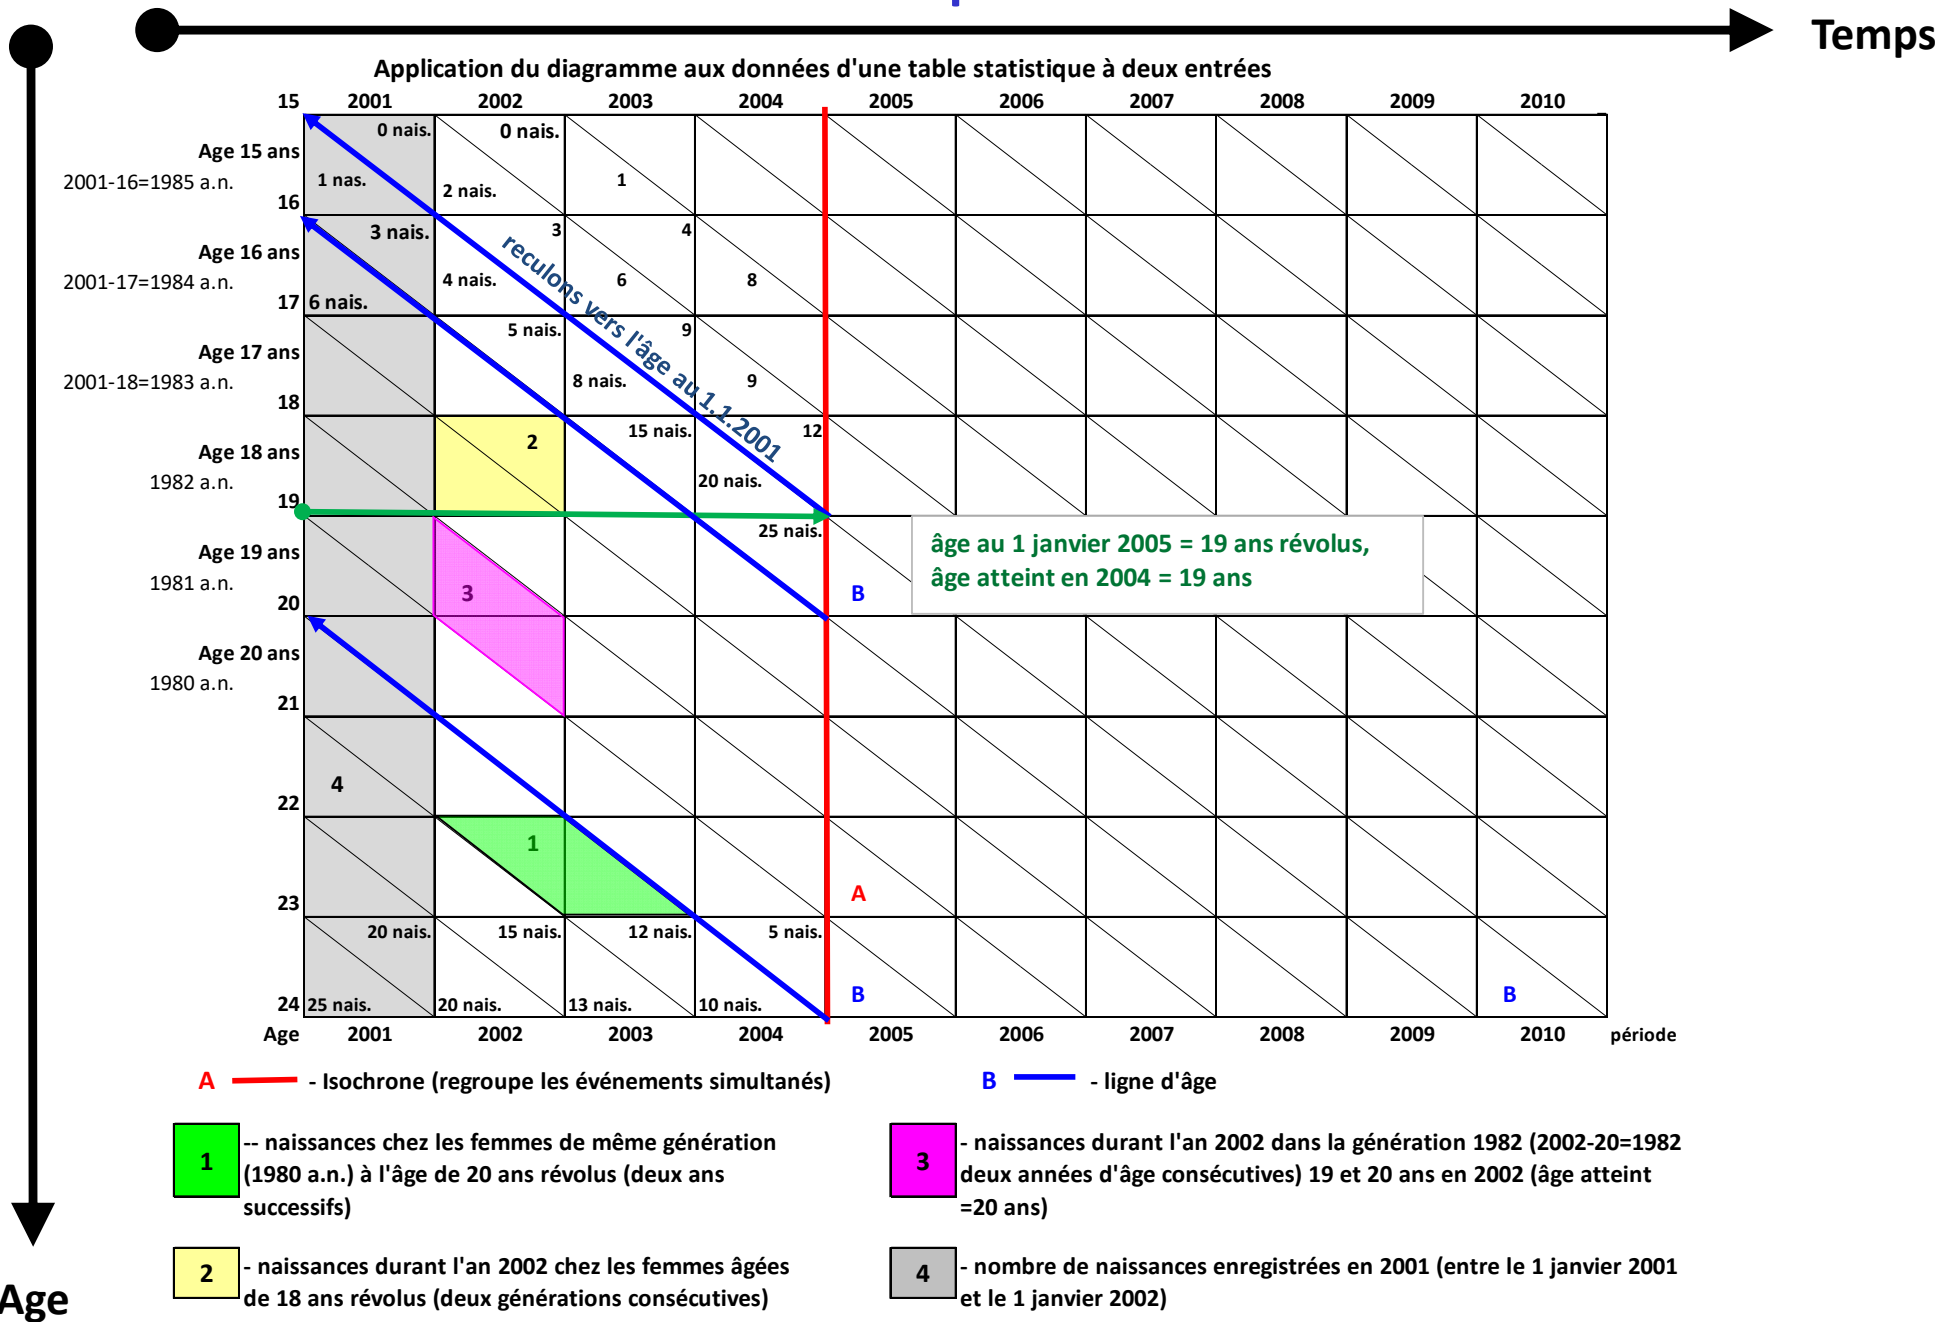 Temps
Application du diagramme aux données d'une table statistique à deux entrées
15 2001 2002 2003 2004 2005 2006 2007 2008 2009 2010
0 nais. 0 nais.
Age 15 ans
2001-16=1985 a.n. 1 nas. 2 nais. 1
16
3 nais. 3 4
Age 16 ans
2001-17=1984 a.n. 4 nais. 6 8
17 6 nais.
reculons vers l'âge au 1.1.2001
5 nais. 9
Age 17 ans
2001-18=1983 a.n. 8 nais. 9
18
2 15 nais. 12
Age 18 ans
1982 a.n. 20 nais.
19
25 nais.
âge au 1 janvier 2005 = 19 ans révolus,
âge atteint en 2004 = 19 ans
Age 19 ans
1981 a.n. 3 B
20
Age 20 ans
1980 a.n.
21
4
22
1
A
23
20 nais. 15 nais. 12 nais. 5 nais.
B B
24 25 nais. 20 nais. 13 nais. 10 nais.
Age 2001 2002 2003 2004 2005 2006 2007 2008 2009 2010 période
A - Isochrone (regroupe les événements simultanés)
B - ligne d'âge
1 -- naissances chez les femmes de même génération
(1980 a.n.) à l'âge de 20 ans révolus (deux ans
successifs)
3 - naissances durant l'an 2002 dans la génération 1982 (2002-20=1982
deux années d'âge consécutives) 19 et 20 ans en 2002 (âge atteint
=20 ans)
2 - naissances durant l'an 2002 chez les femmes âgées
de 18 ans révolus (deux générations consécutives)
4 - nombre de naissances enregistrées en 2001 (entre le 1 janvier 2001
et le 1 janvier 2002)
Age